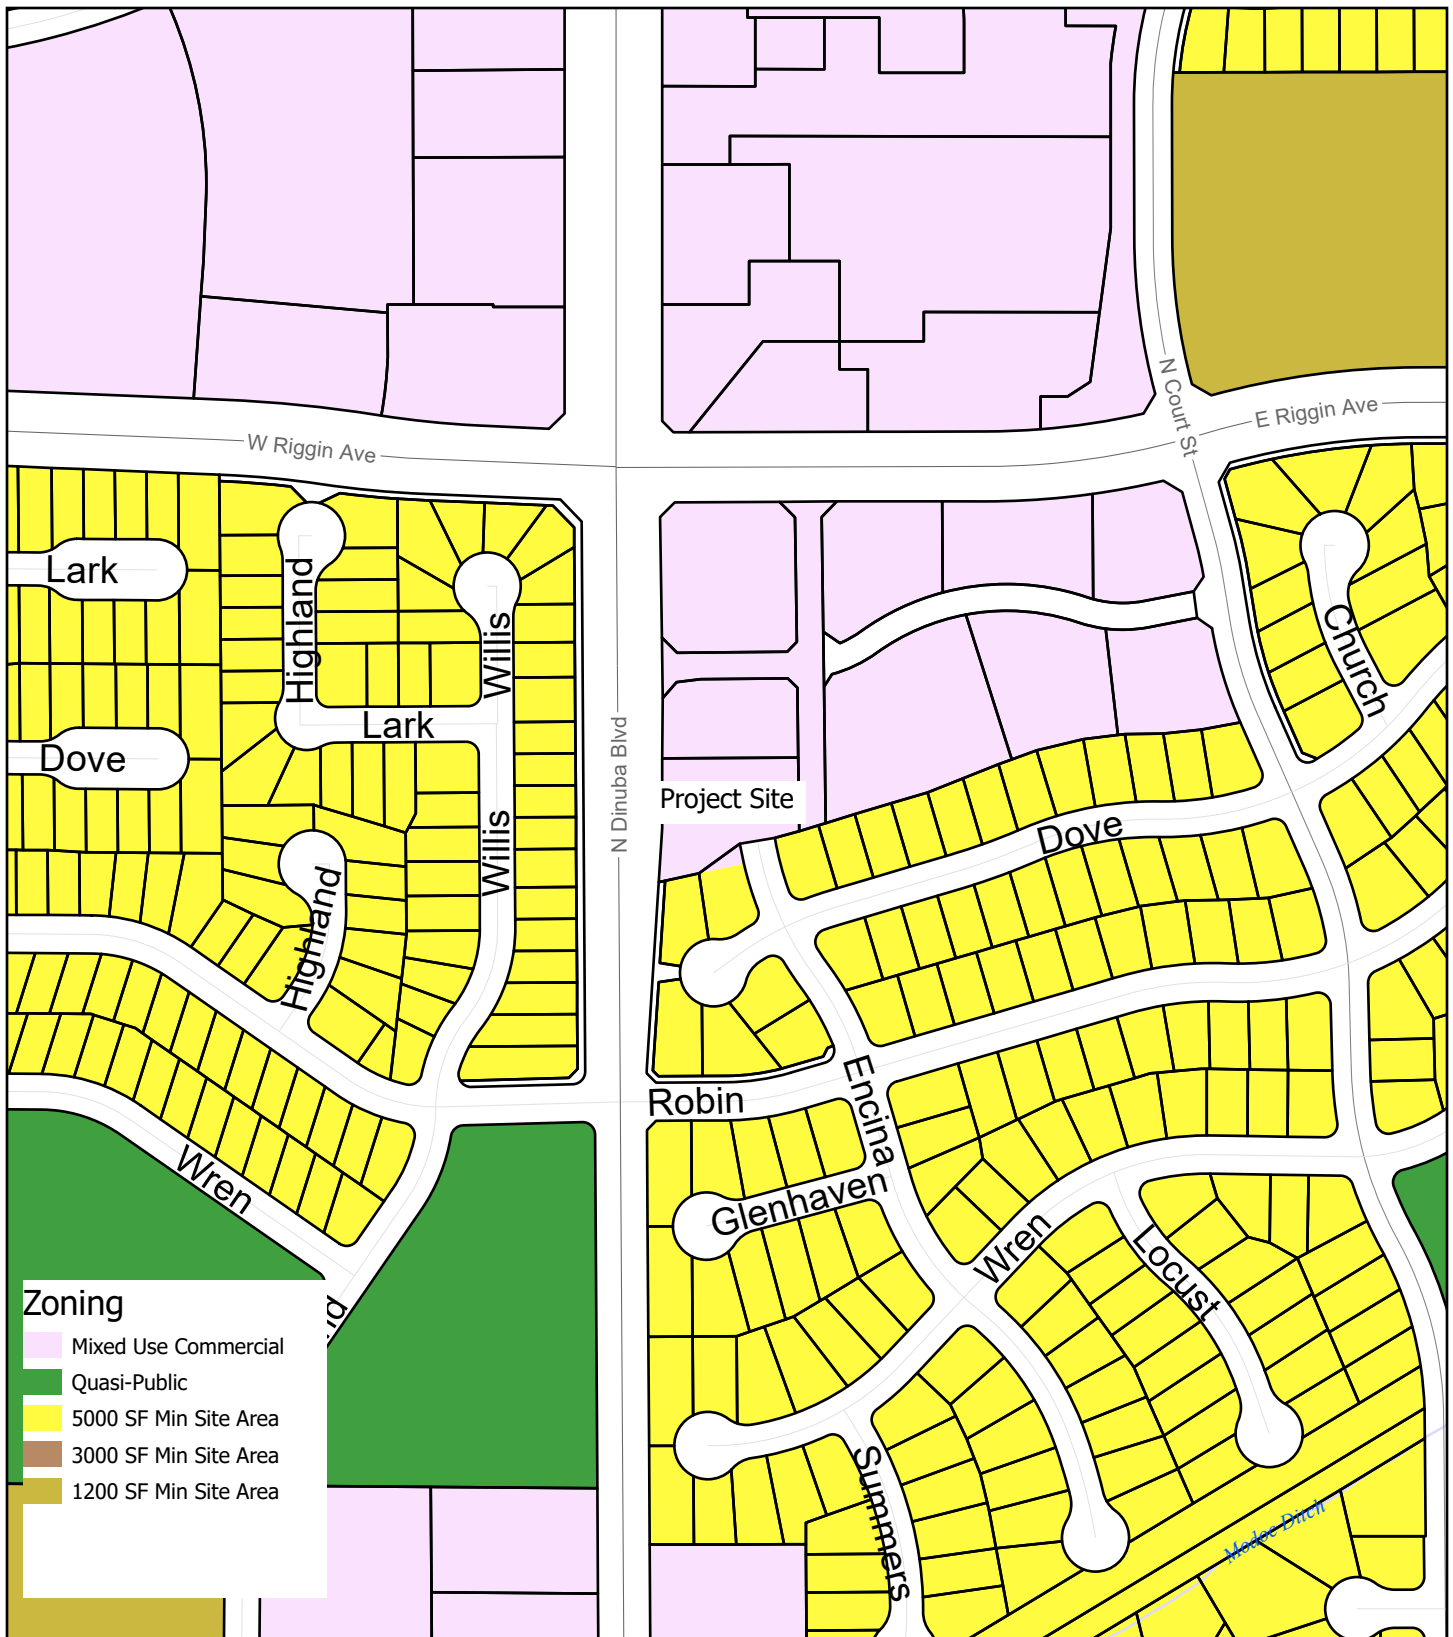 N Court St
E Riggin Ave
W Riggin Ave
Lark
Highland
Willis
Church
Lark
Dove
N Dinuba Blvd
Project Site
Willis
Dove
Highland
Encina
Robin
Wren
Glenhaven
Wren
Locust
Zoning
Mixed Use Commercial
Quasi-Public
5000 SF Min Site Area
3000 SF Min Site Area
1200 SF Min Site Area
nd
Summers
Modoc Ditch